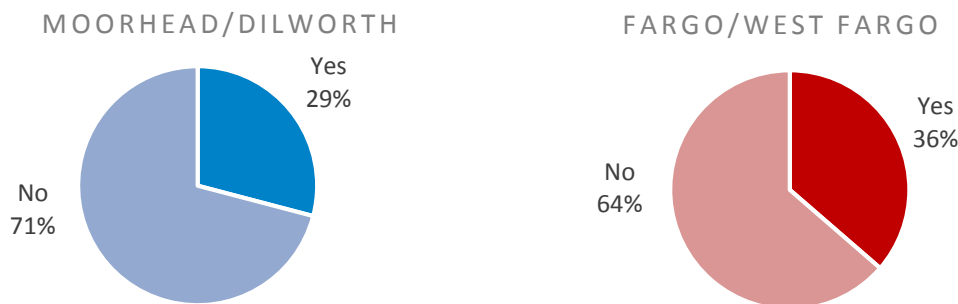 MOORHEAD/DILWORTH
Yes
29%
No
71%
FARGO/WEST FARGO
Yes
36%
No
64%